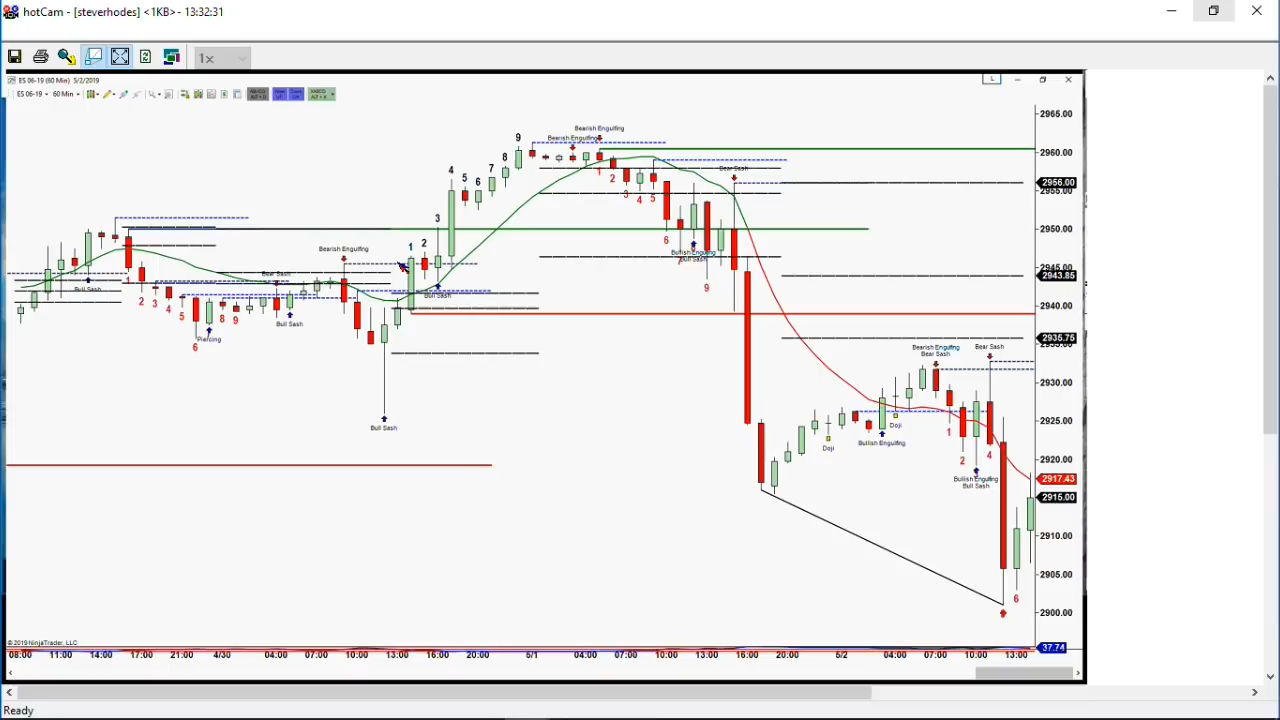 hotCam - [steverhodes] <1KB>- 13:32:31
1x
ES 06-19 (60 Min) 5/2/2019
L
ES 06-19 60 Min
2965.00
Bearish Engulfing
9 Bearish Engulfing
2960.00
8
7
4 5 6
1 2 3 4 5
Bear Sash
2956.00
2955.00
2950.00
3
1 2
Bearish Engulfing
6
Bullish Engulfing
Bull Sash
9
2945.00
2943.85
Bear Sash
Bull Sash
1 2 3 4 5
2940.00
Bull Sash
8 9
Bull Sash
Piercing
6
2935.75
2935.00
Bearish Engulfing
Bear Sash
Bear Sash
2930.00
Bull Sash
2925.00
Doji
Doji
Bullish Engulfing
1 2 4
2920.00
2917.43
Bullish Engulfing
Bull Sash
2915.00
2910.00
2905.00
6
2900.00
© 2019 NinjaTrader, LLC
37.74
08:00 11:00 14:00 17:00 21:00 4/30 04:00 07:00 10:00 13:00 16:00 20:00 5/1 04:00 07:00 10:00 13:00 16:00 20:00 5/2 04:00 07:00 10:00 13:00
Ready